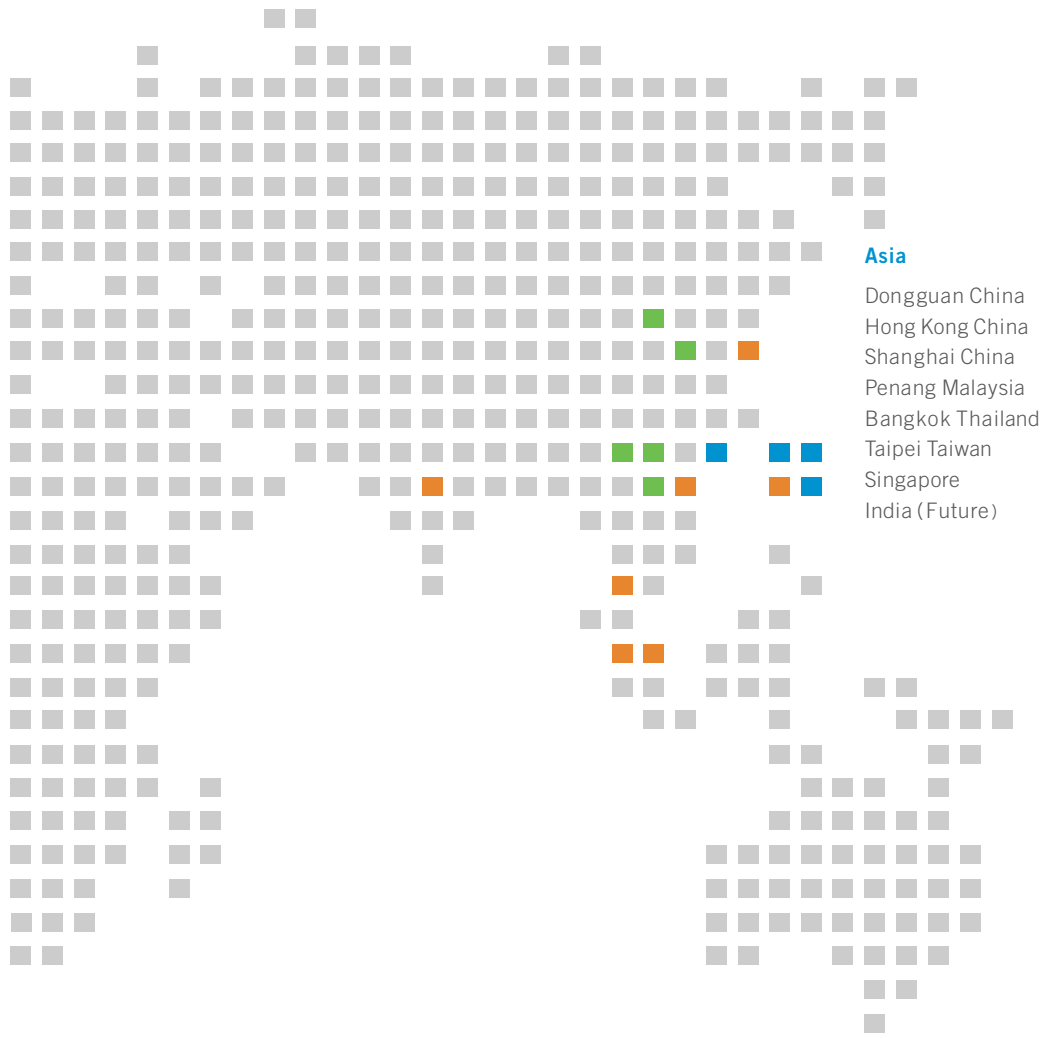 Asia
Dongguan China
Hong Kong China
Shanghai China
Penang Malaysia
Bangkok Thailand
Taipei Taiwan
Singapore
India (Future)